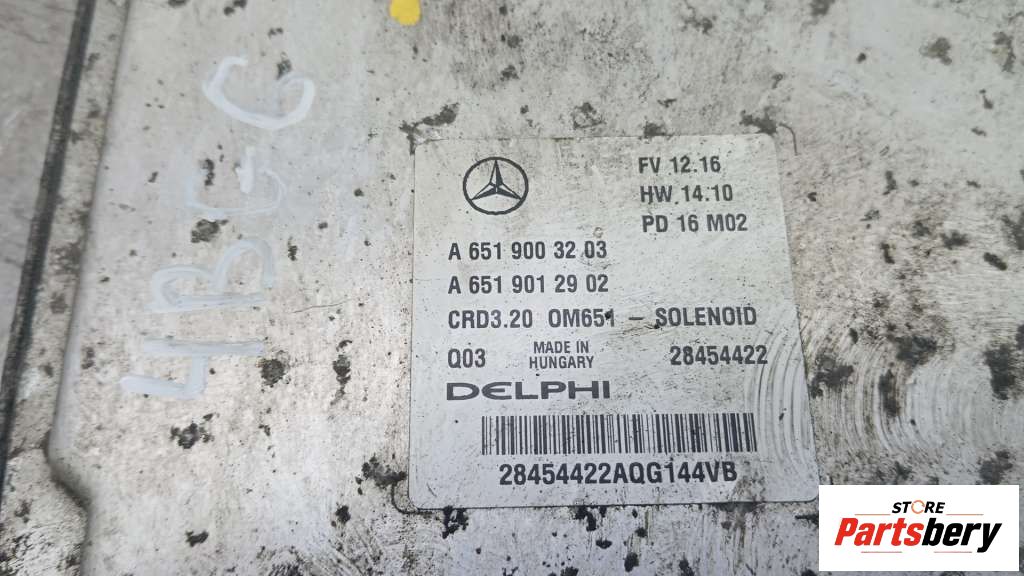 4BGG
FV 12.16
HW 14.10
PD 16 M02
A 651 900 32 03
A 651 901 29 02
CRD3.20 OM651 - SOLENOID
Q03 MADE IN HUNGARY 28454422
DELPHI
28454422AQG144VB
STORE
Partsbery